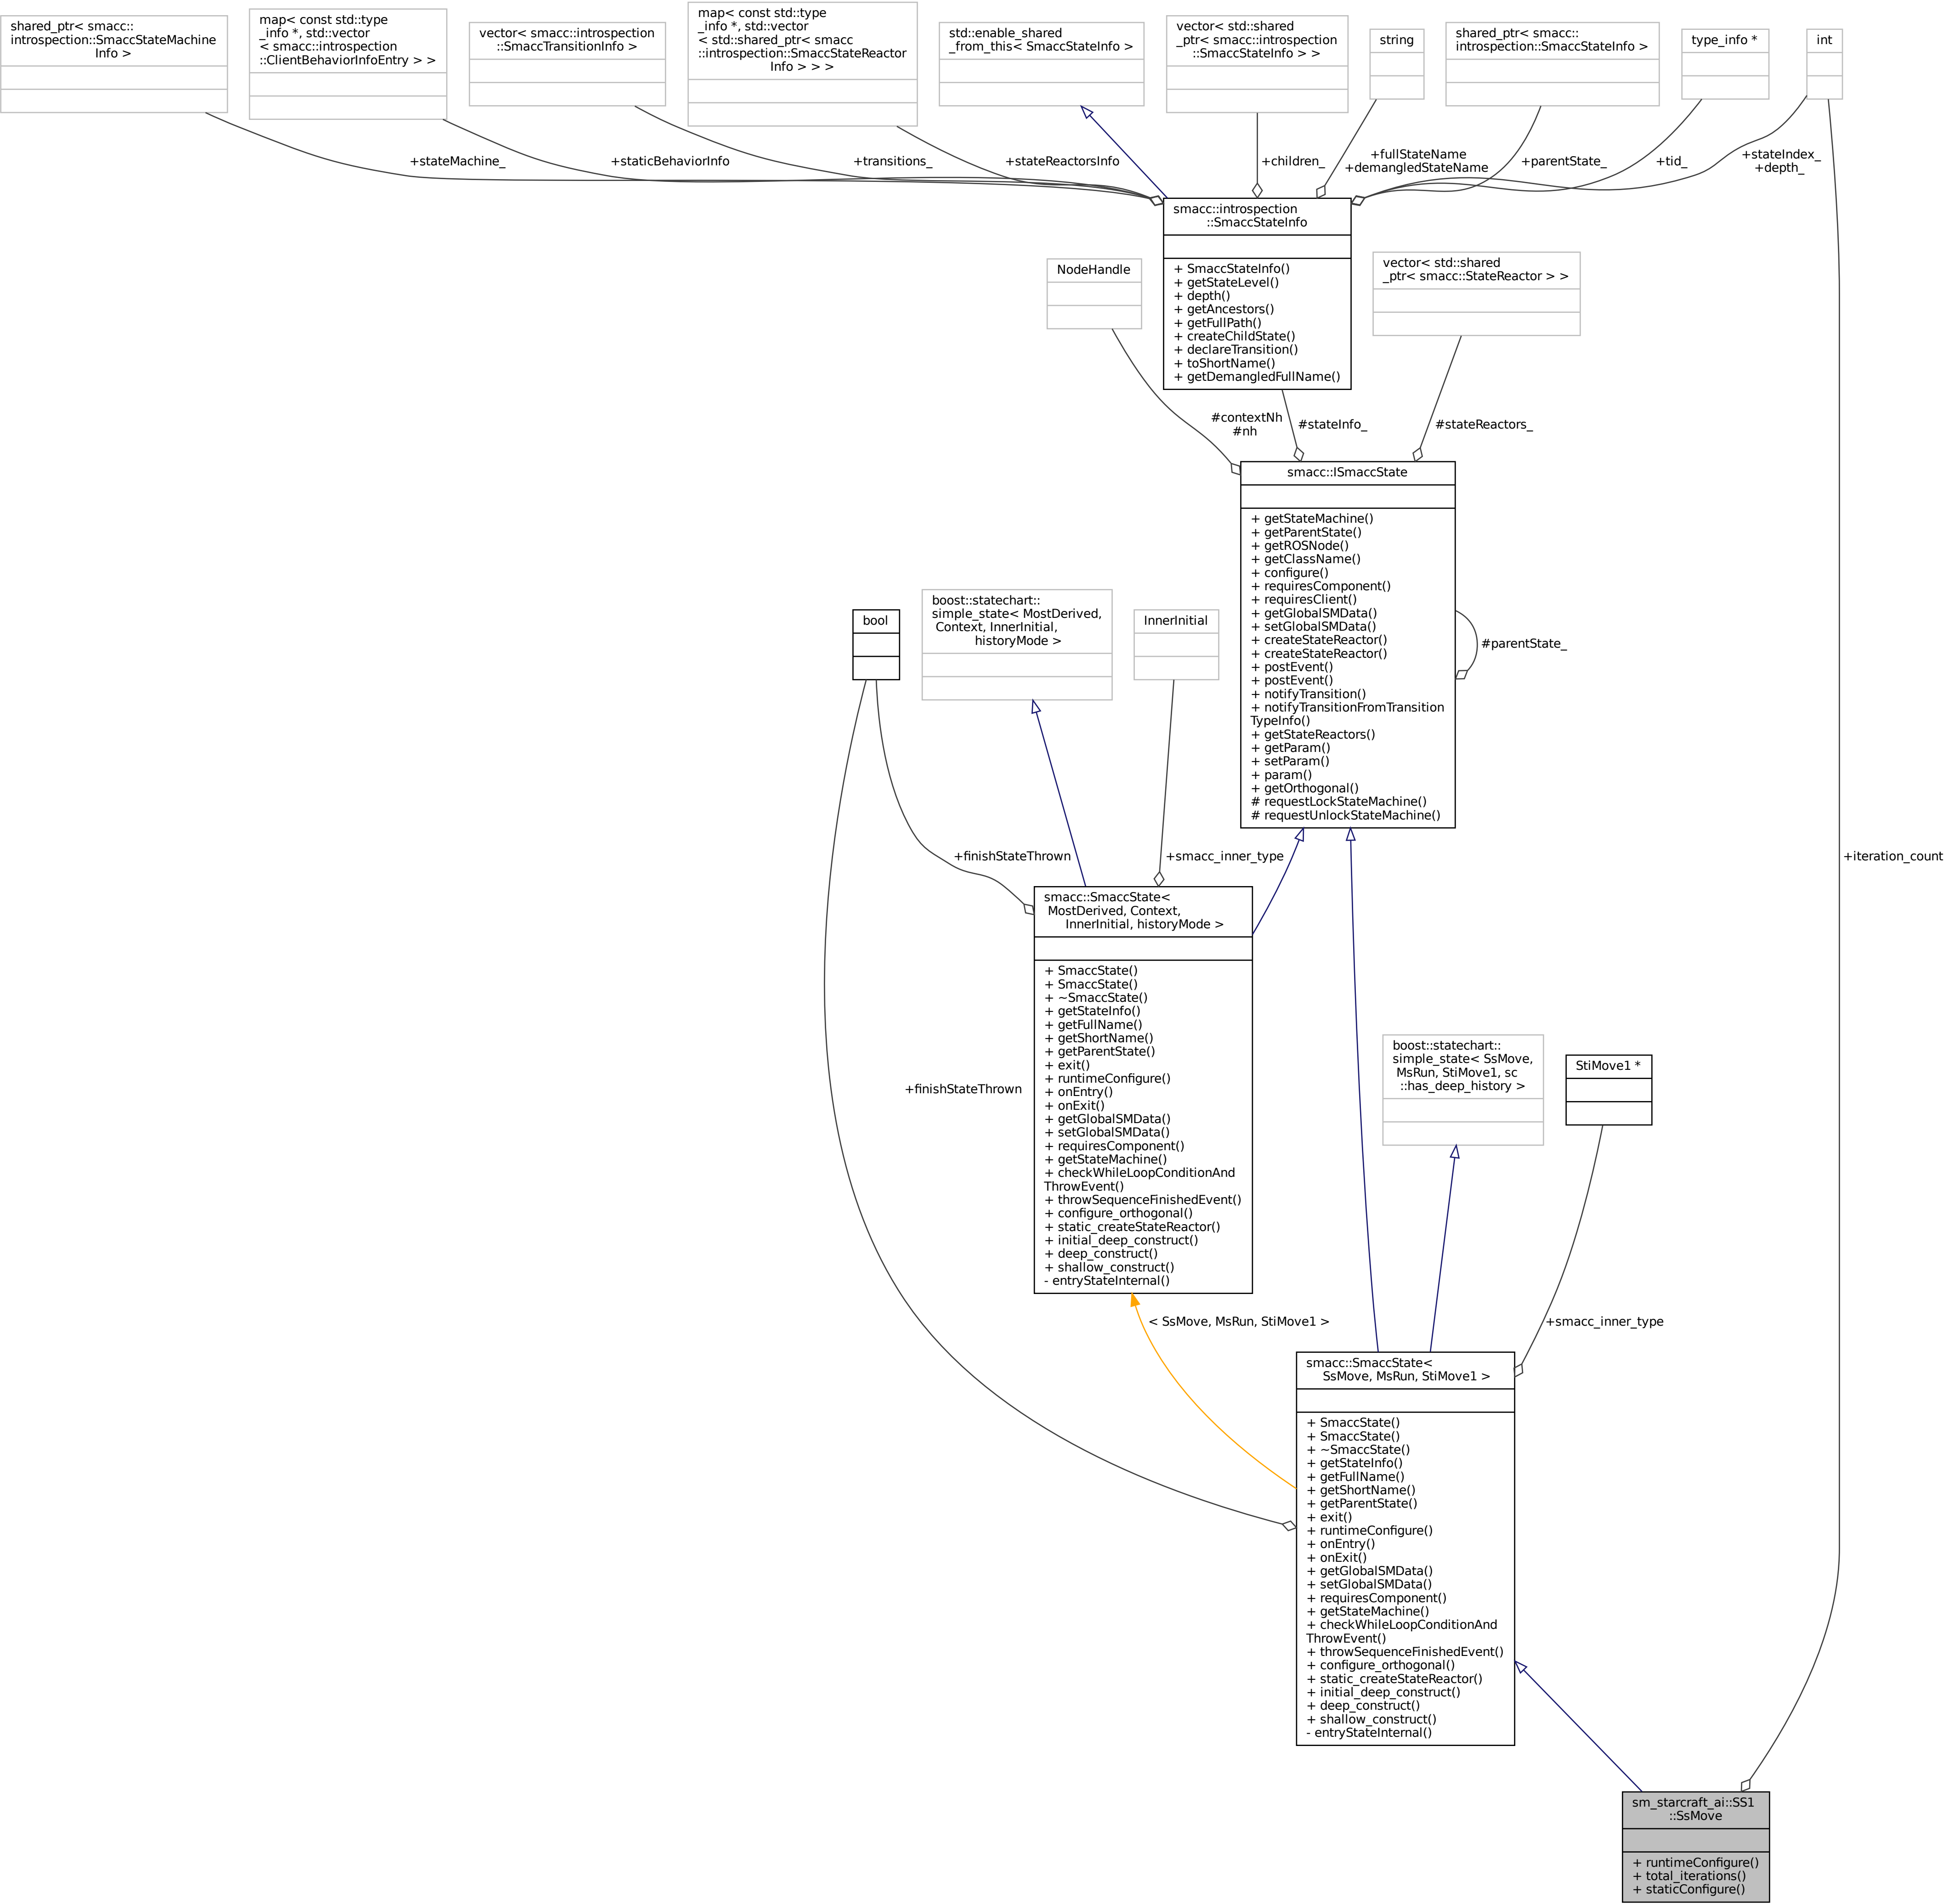 shared_ptr< smacc::
introspection::SmaccStateMachine
Info >
map< const std::type
_info *, std::vector
< smacc::introspection
::ClientBehaviorInfoEntry > >
vector< smacc::introspection
::SmaccTransitionInfo >
map< const std::type
_info *, std::vector
< std::shared_ptr< smacc
::introspection::SmaccStateReactor
Info > > >
std::enable_shared
_from_this< SmaccStateInfo >
vector< std::shared
_ptr< smacc::introspection
::SmaccStateInfo > >
string
shared_ptr< smacc::
introspection::SmaccStateInfo >
type_info *
int
+stateMachine_
+staticBehaviorInfo
+transitions_
+stateReactorsInfo
+children_
+fullStateName
+demangledStateName
+parentState_
+tid_
+stateIndex_
+depth_
smacc::introspection
::SmaccStateInfo
+ SmaccStateInfo()
+ getStateLevel()
+ depth()
+ getAncestors()
+ getFullPath()
+ createChildState()
+ declareTransition()
+ toShortName()
+ getDemangledFullName()
NodeHandle
vector< std::shared
_ptr< smacc::StateReactor > >
#contextNh
#nh
#stateInfo_
#stateReactors_
smacc::ISmaccState
+ getStateMachine()
+ getParentState()
+ getROSNode()
+ getClassName()
+ configure()
+ requiresComponent()
+ requiresClient()
+ getGlobalSMData()
+ setGlobalSMData()
+ createStateReactor()
+ createStateReactor()
+ postEvent()
+ postEvent()
+ notifyTransition()
+ notifyTransitionFromTransition
TypeInfo()
+ getStateReactors()
+ getParam()
+ setParam()
+ param()
+ getOrthogonal()
# requestLockStateMachine()
# requestUnlockStateMachine()
#parentState_
bool
boost::statechart::
simple_state< MostDerived,
Context, InnerInitial,
historyMode >
InnerInitial
+finishStateThrown
+smacc_inner_type
+iteration_count
smacc::SmaccState<
MostDerived, Context,
InnerInitial, historyMode >
+ SmaccState()
+ SmaccState()
+ ~SmaccState()
+ getStateInfo()
+ getFullName()
+ getShortName()
+ getParentState()
+ exit()
+ runtimeConfigure()
+ onEntry()
+ onExit()
+ getGlobalSMData()
+ setGlobalSMData()
+ requiresComponent()
+ getStateMachine()
+ checkWhileLoopConditionAnd
ThrowEvent()
+ throwSequenceFinishedEvent()
+ configure_orthogonal()
+ static_createStateReactor()
+ initial_deep_construct()
+ deep_construct()
+ shallow_construct()
- entryStateInternal()
+finishStateThrown
boost::statechart::
simple_state< SsMove,
MsRun, StiMove1, sc
::has_deep_history >
StiMove1 *
< SsMove, MsRun, StiMove1 >
+smacc_inner_type
smacc::SmaccState<
SsMove, MsRun, StiMove1 >
+ SmaccState()
+ SmaccState()
+ ~SmaccState()
+ getStateInfo()
+ getFullName()
+ getShortName()
+ getParentState()
+ exit()
+ runtimeConfigure()
+ onEntry()
+ onExit()
+ getGlobalSMData()
+ setGlobalSMData()
+ requiresComponent()
+ getStateMachine()
+ checkWhileLoopConditionAnd
ThrowEvent()
+ throwSequenceFinishedEvent()
+ configure_orthogonal()
+ static_createStateReactor()
+ initial_deep_construct()
+ deep_construct()
+ shallow_construct()
- entryStateInternal()
sm_starcraft_ai::SS1
::SsMove
+ runtimeConfigure()
+ total_iterations()
+ staticConfigure()